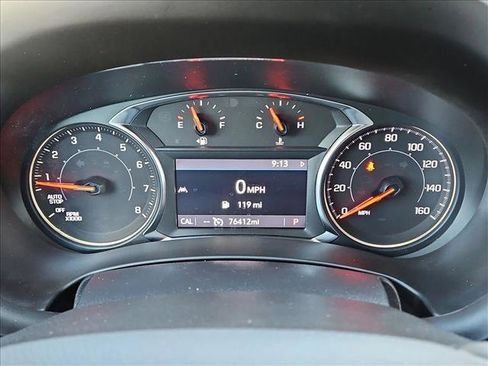 E F C H
9:13
0 MPH
119 mi
CAL -- 76412mi P
1 2 3 4 5 6 7 8
AUTO
STOP
OFF
RPM
X1000
0 20 40 60 80 100 120 140 160
MPH